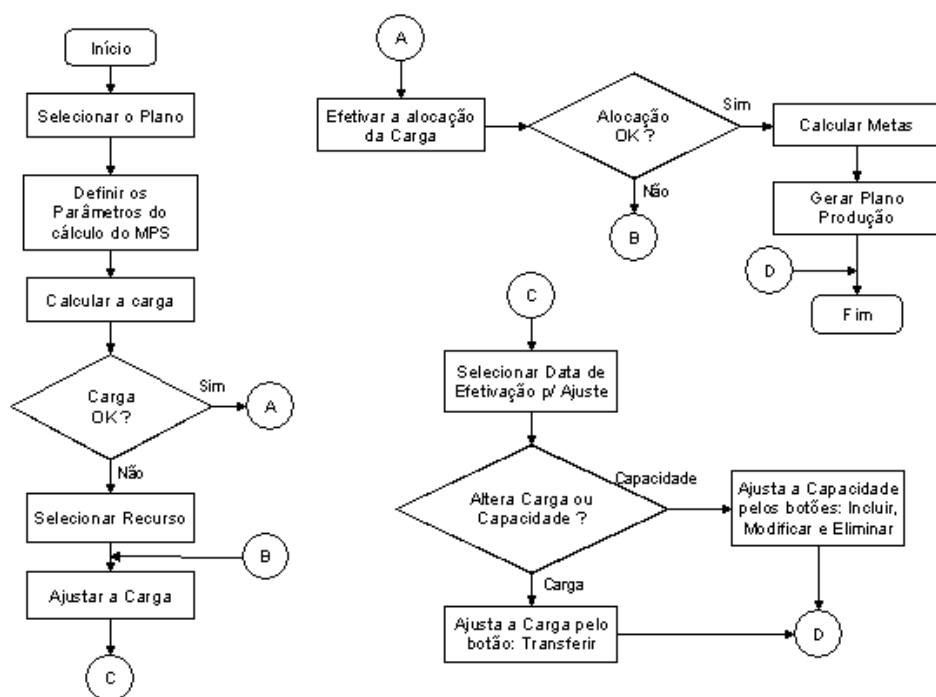 Início
Selecionar o Plano
Definir os
Parâmetros do
cálculo do MPS
Calcular a carga
Carga
OK?
Sim
A
Não
Selecionar Recurso
B
Ajustar a Carga
C
A
Efetivar a alocação
da Carga
Alocação
OK?
Sim
Não
B
Calcular Metas
Gerar Plano
Produção
D
Fim
C
Selecionar Data de
Efetivação p/ Ajuste
Altera Carga ou
Capacidade ?
Capacidade
Ajusta a Capacidade
pelos botões: Incluir,
Modificar e Eliminar
Carga
Ajusta a Carga pelo
botão: Transferir
D